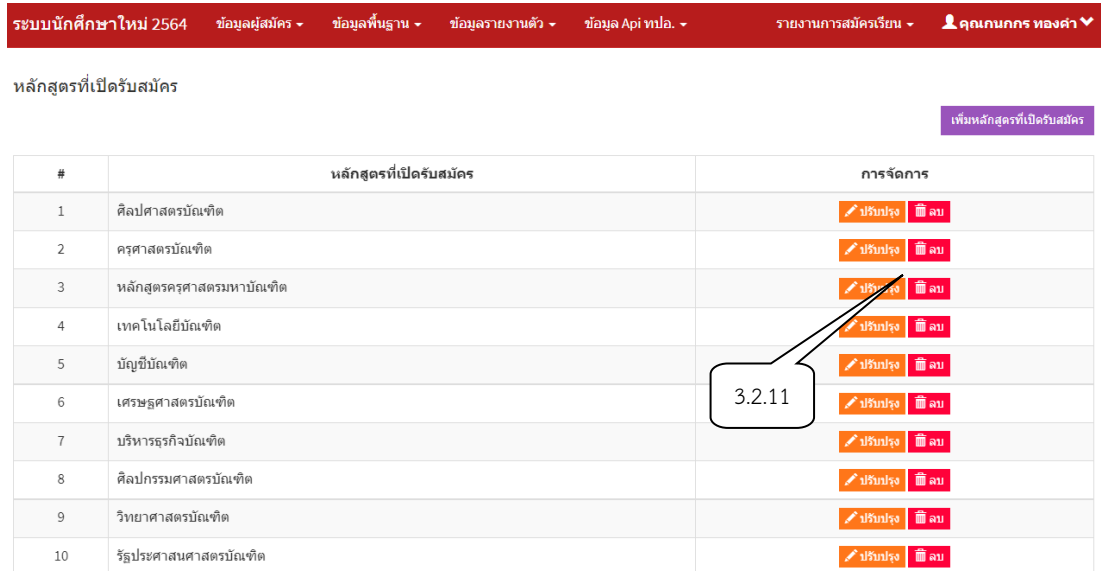 ระบบนักศึกษาใหม่ 2564 ข้อมูลผู้สมัคร ข้อมูลพื้นฐาน ข้อมูลรายงานตัว ข้อมูล Api ทปอ. รายงานการสมัครเรียน คุณกนกกร ทองคำ
หลักสูตรที่เปิดรับสมัคร
เพิ่มหลักสูตรที่เปิดรับสมัคร
# หลักสูตรที่เปิดรับสมัคร การจัดการ
1 ศิลปศาสตรบัณฑิต ปรับปรุง ลบ
2 ครุศาสตรบัณฑิต ปรับปรุง ลบ
3 หลักสูตรครุศาสตรมหาบัณฑิต ปรับปรุง ลบ
4 เทคโนโลยีบัณฑิต ปรับปรุง ลบ
5 บัญชีบัณฑิต ปรับปรุง ลบ
3.2.11
6 เศรษฐศาสตรบัณฑิต ปรับปรุง ลบ
7 บริหารธุรกิจบัณฑิต ปรับปรุง ลบ
8 ศิลปกรรมศาสตรบัณฑิต ปรับปรุง ลบ
9 วิทยาศาสตรบัณฑิต ปรับปรุง ลบ
10 รัฐประศาสนศาสตรบัณฑิต ปรับปรุง ลบ